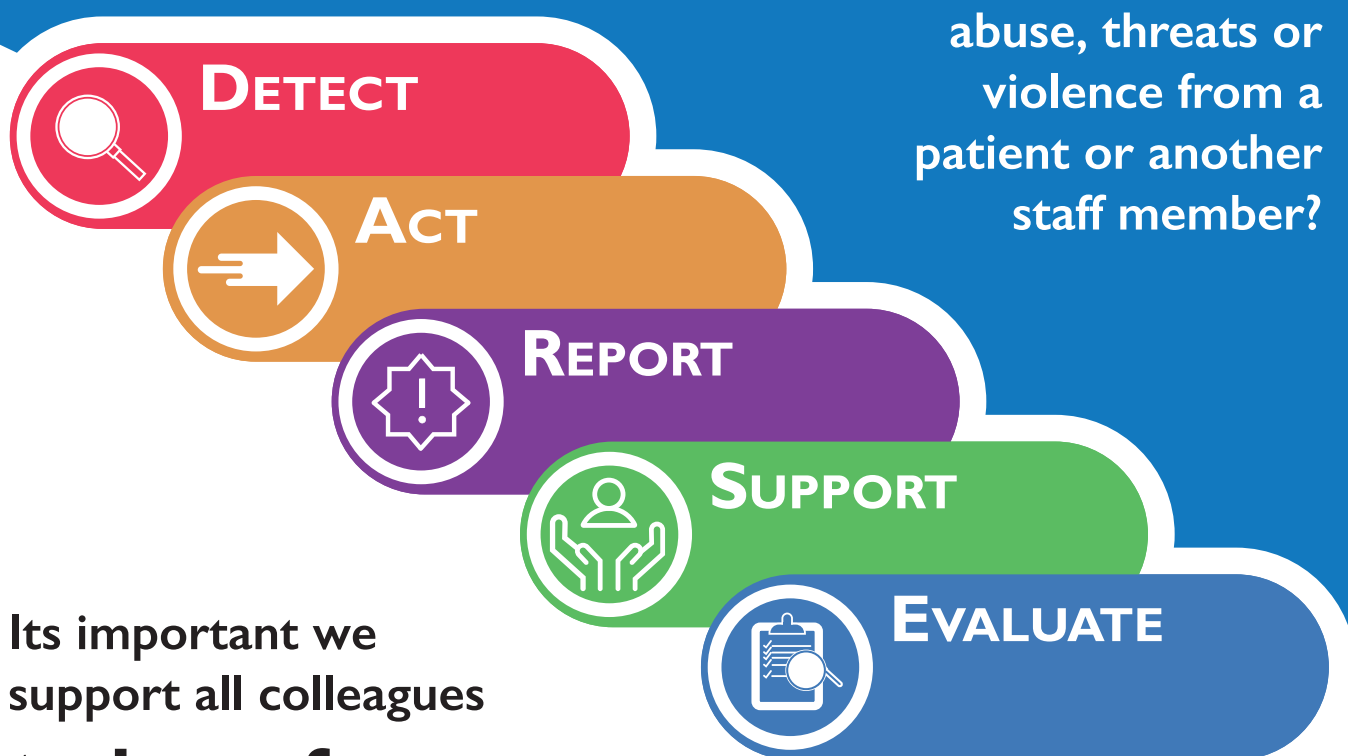 abuse, threats or
violence from a
patient or another
staff member?
DETECT
ACT
REPORT
SUPPORT
EVALUATE
Its important we
support all colleagues